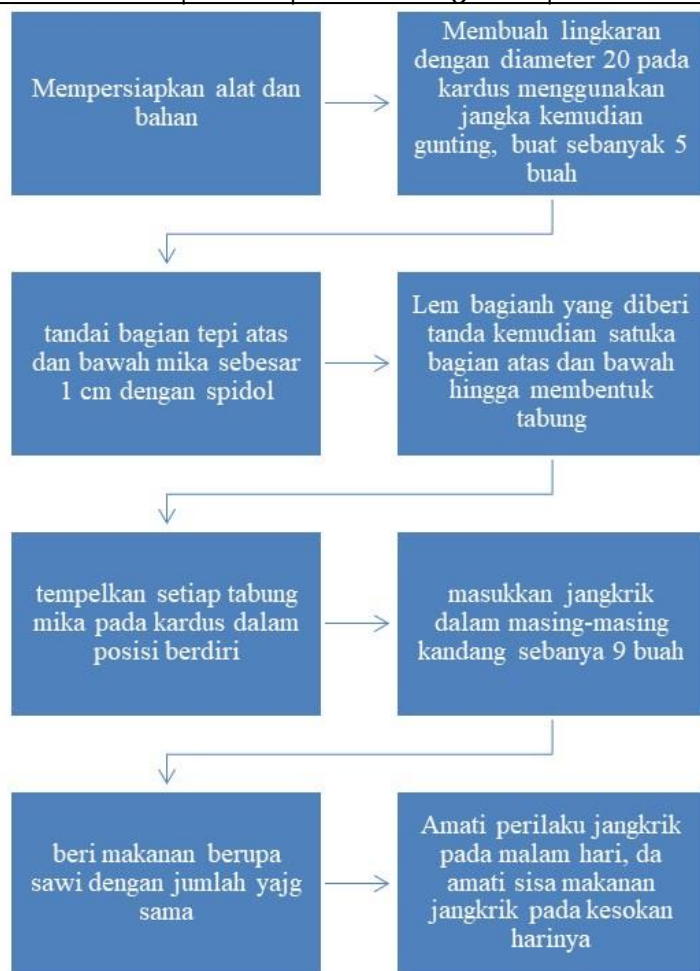 Mempersiapkan alat dan
bahan
Membuah lingkaran
dengan diameter 20 pada
kardus menggunakan
jangka kemudian
gunting, buat sebanyak 5
buah
tandai bagian tepi atas
dan bawah mika sebesar
1 cm dengan spidol
Lem bagianh yang diberi
tanda kemudian satuka
bagian atas dan bawah
hingga membentuk
tabung
tempelkan setiap tabung
mika pada kardus dalam
posisi berdiri
masukkan jangkrik
dalam masing-masing
kandang sebanya 9 buah
beri makanan berupa
sawi dengan jumlah yajg
sama
Amati perilaku jangkrik
pada malam hari, da
amati sisa makanan
jangkrik pada kesokan
harinya